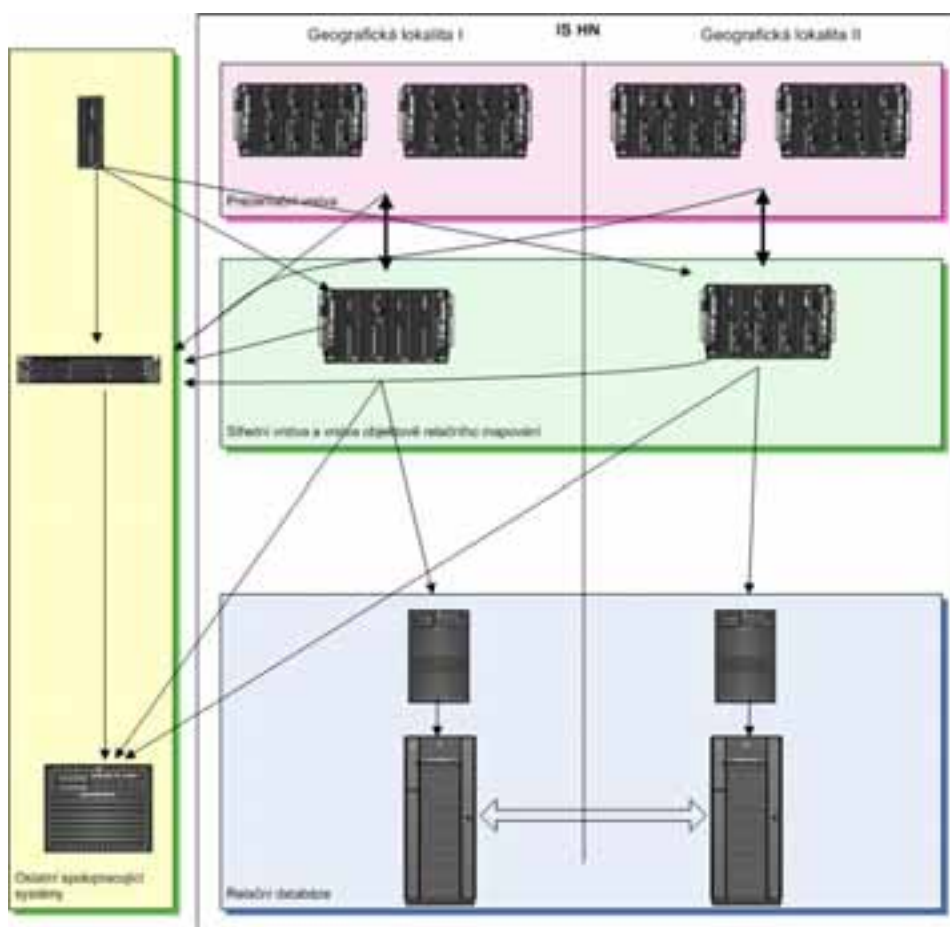 Geografická lokalita I
IS HN
Geografická lokalita II
Prezentační vrstva
Střední vrstva a vrstva objektově relačního mapování
Ostatní spolupracující
systémy
Relační databáze